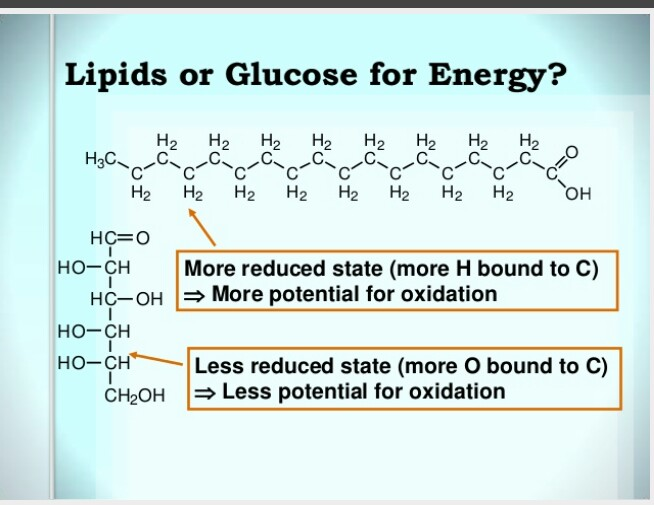 Lipids or Glucose for Energy?
H2 H2 H2 H2 H2 H2 H2 H2
H3C C C C C C C C C O
C C C C C C C C C
H2 H2 H2 H2 H2 H2 H2 H2 OH
HC=O
HO-CH
HC-OH
HO-CH
HO-CH
CH2OH
More reduced state (more H bound to C)
⇒ More potential for oxidation
Less reduced state (more O bound to C)
⇒ Less potential for oxidation